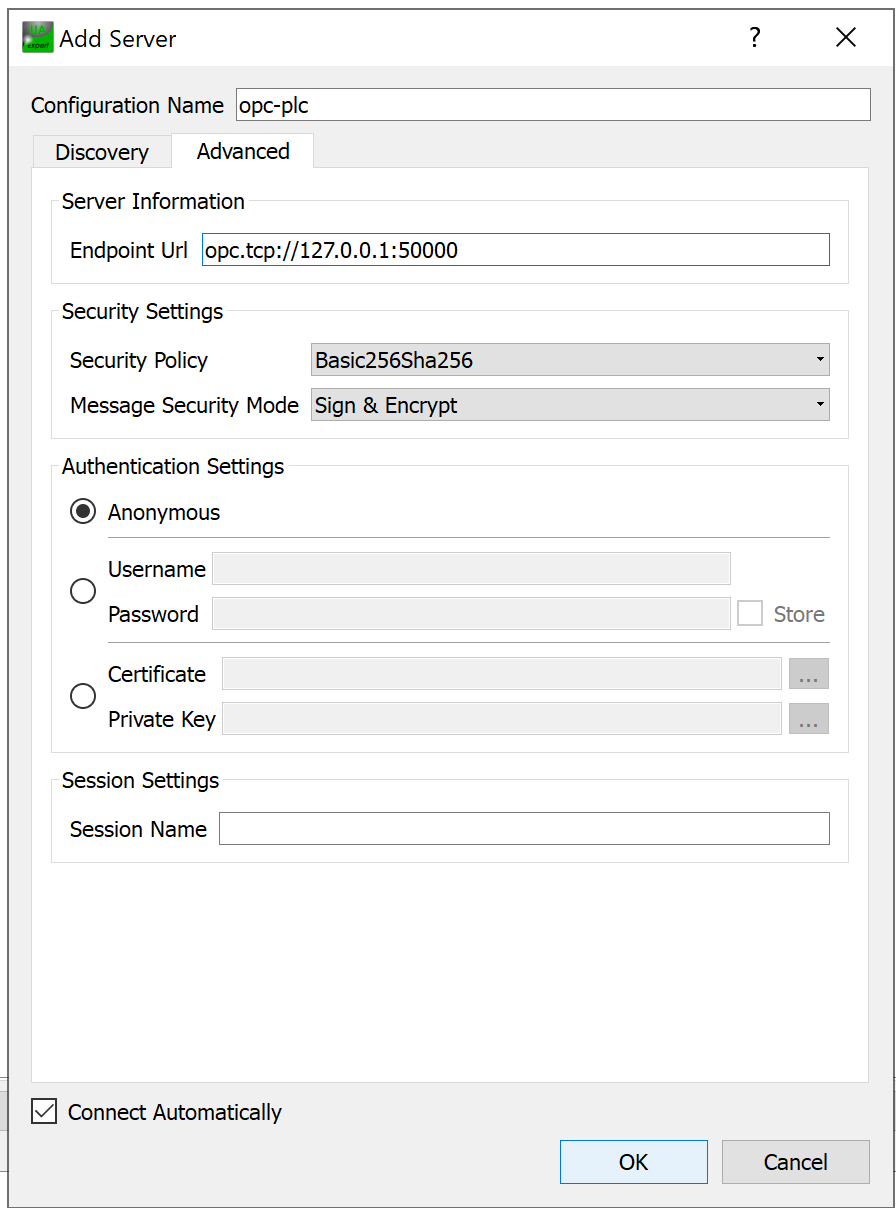 UA
Expert
Add Server
?
Configuration Name opc-plc
Discovery Advanced
Server Information
Endpoint Url opc.tcp://127.0.0.1:50000
Security Settings
Security Policy Basic256Sha256
Message Security Mode Sign & Encrypt
Authentication Settings
Anonymous
Username
Password Store
Certificate ...
Private Key ...
Session Settings
Session Name
Connect Automatically
OK Cancel